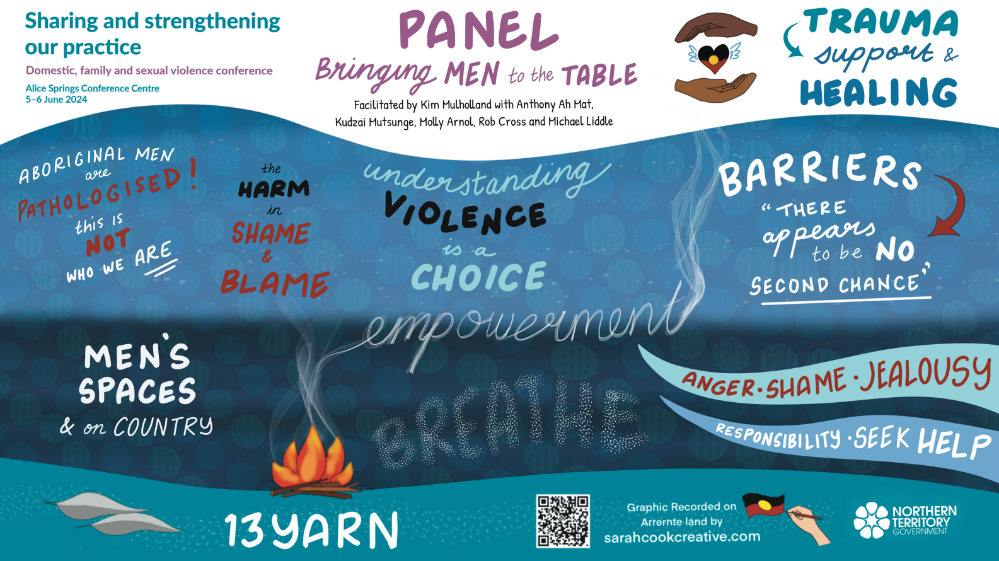 Sharing and strengthening
our practice
Domestic, family and sexual violence conference
Alice Springs Conference Centre
5–6 June 2024
PANEL
Bringing MEN to the TABLE
Facilitated by Kim Mulholland with Anthony Ah Mat,
Kudzai Mutsunge, Molly Arnol, Rob Cross and Michael Liddle
TRAUMA
support &
HEALING
ABORIGINAL MEN
are
PATHOLOGISED!
this is
NOT
WHO WE ARE
the
HARM
in
SHAME
&
BLAME
understanding
VIOLENCE
is a
CHOICE
BARRIERS
"THERE
appears
to be NO
SECOND CHANCE"
empowerment
MEN'S
SPACES
& on COUNTRY
BREATHE
ANGER · SHAME · JEALOUSY
RESPONSIBILITY · SEEK HELP
13YARN
Graphic Recorded on
Arrernte land by
sarahcookcreative.com
NORTHERN
TERRITORY
GOVERNMENT